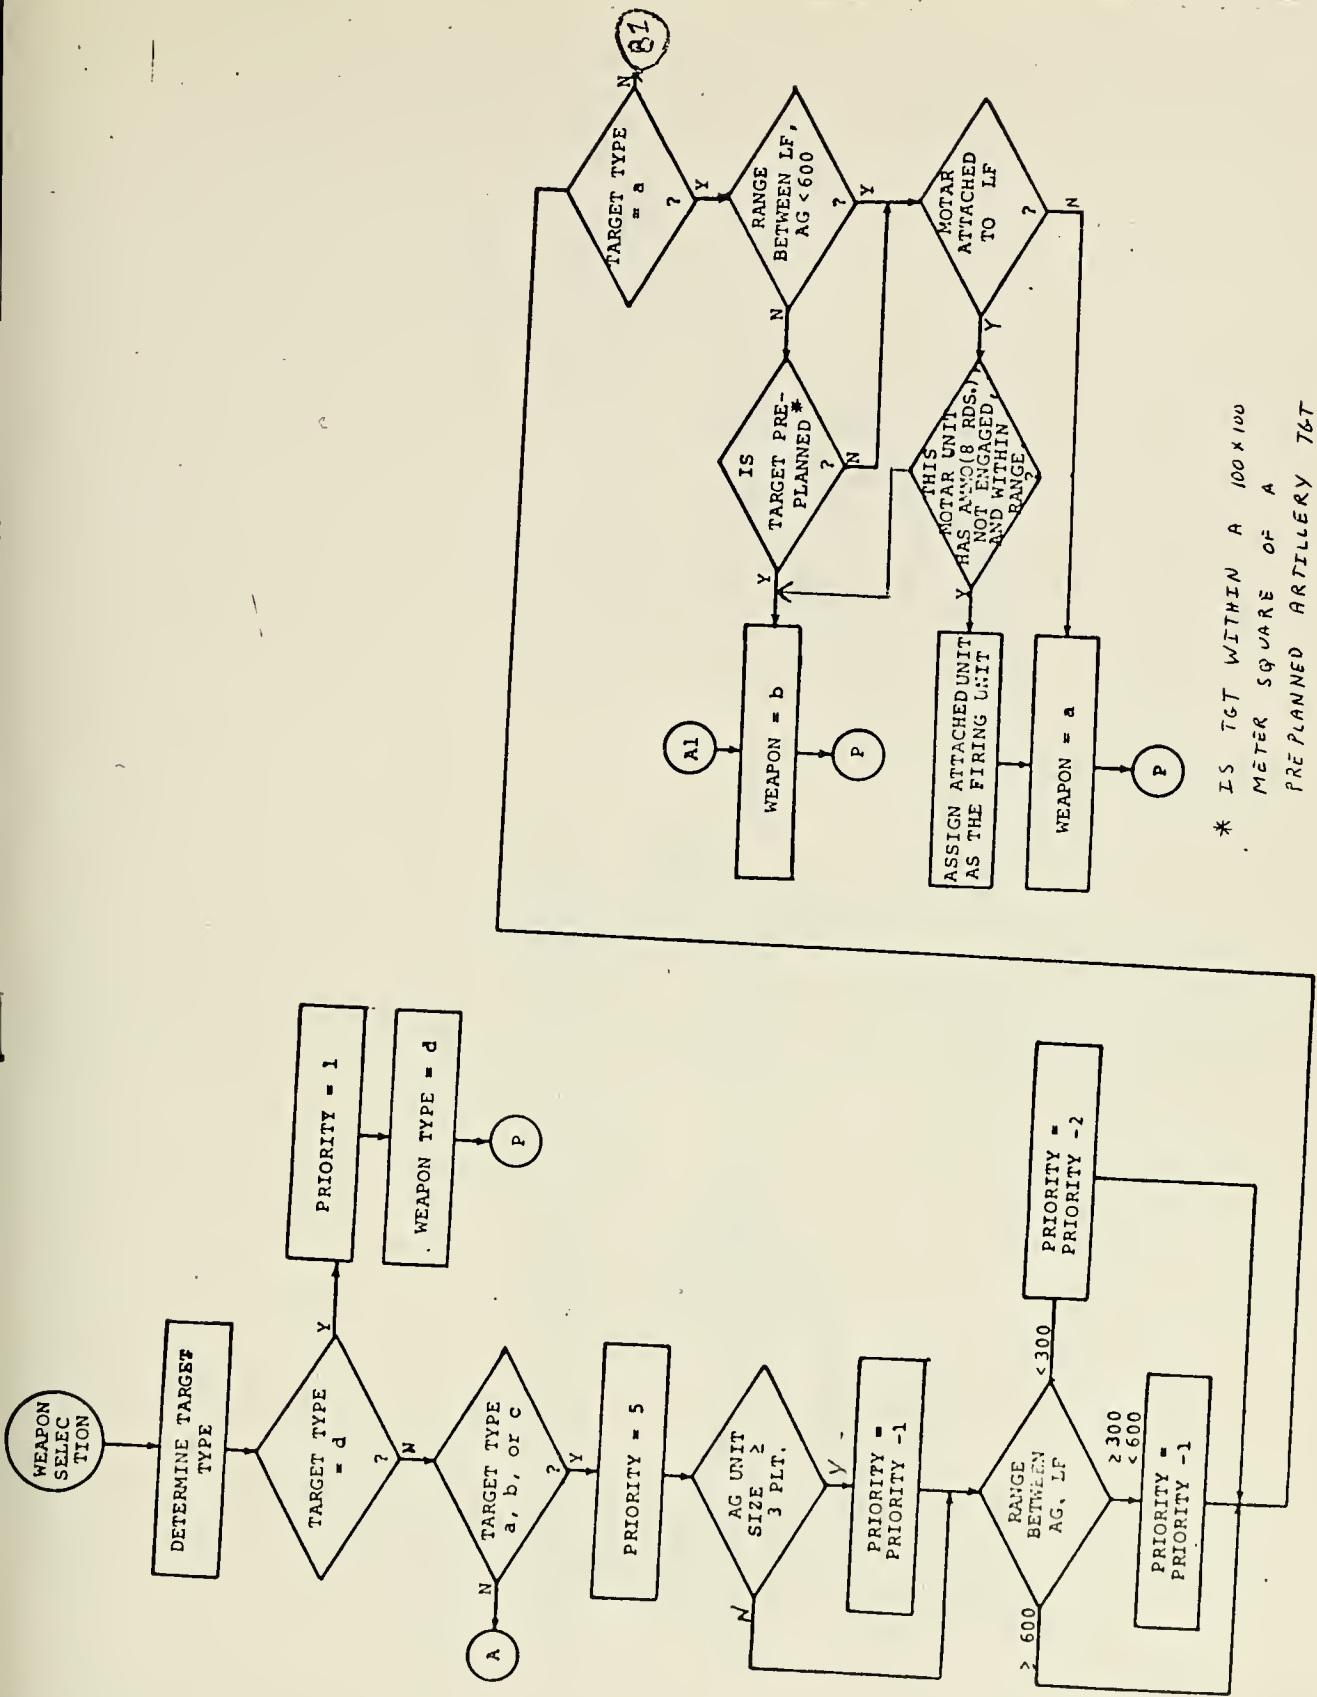 WEAPON
SELEC
TION
DETERMINE TARGET
TYPE
TARGET TYPE
= d
?
Y
N
PRIORITY = 1
WEAPON TYPE = d
P
TARGET TYPE
a, b, or c
?
N
Y
A
PRIORITY = 5
AG UNIT
SIZE ≥
3 PLT.
N
Y
PRIORITY =
PRIORITY -1
RANGE
BETWEEN
AG, LF
≥ 600
<300
≥300
<600
PRIORITY =
PRIORITY -2
PRIORITY =
PRIORITY -1
TARGET TYPE
= a
?
N
B1
Y
RANGE
BETWEEN LF,
AG <600
?
N
Y
IS
TARGET PRE-
PLANNED*
?
Y
N
MOTAR
ATTACHED
TO LF
?
Y
N
THIS
MOTAR UNIT
HAS AMMO(8 RDS.),
NOT ENGAGED,
AND WITHIN
RANGE
?
Y
A1
WEAPON = b
P
ASSIGN ATTACHED UNIT
AS THE FIRING UNIT
WEAPON = a
P
* IS TGT WITHIN A 100 x 100
METER SQUARE OF A
PREPLANNED ARTILLERY TGT